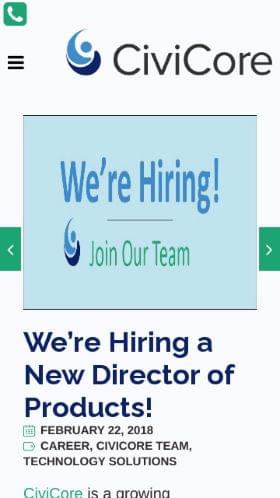 CiviCore
We're Hiring!
Join Our Team
We're Hiring a
New Director of
Products!
FEBRUARY 22, 2018
CAREER, CIVICORE TEAM,
TECHNOLOGY SOLUTIONS
CiviCore is a growing